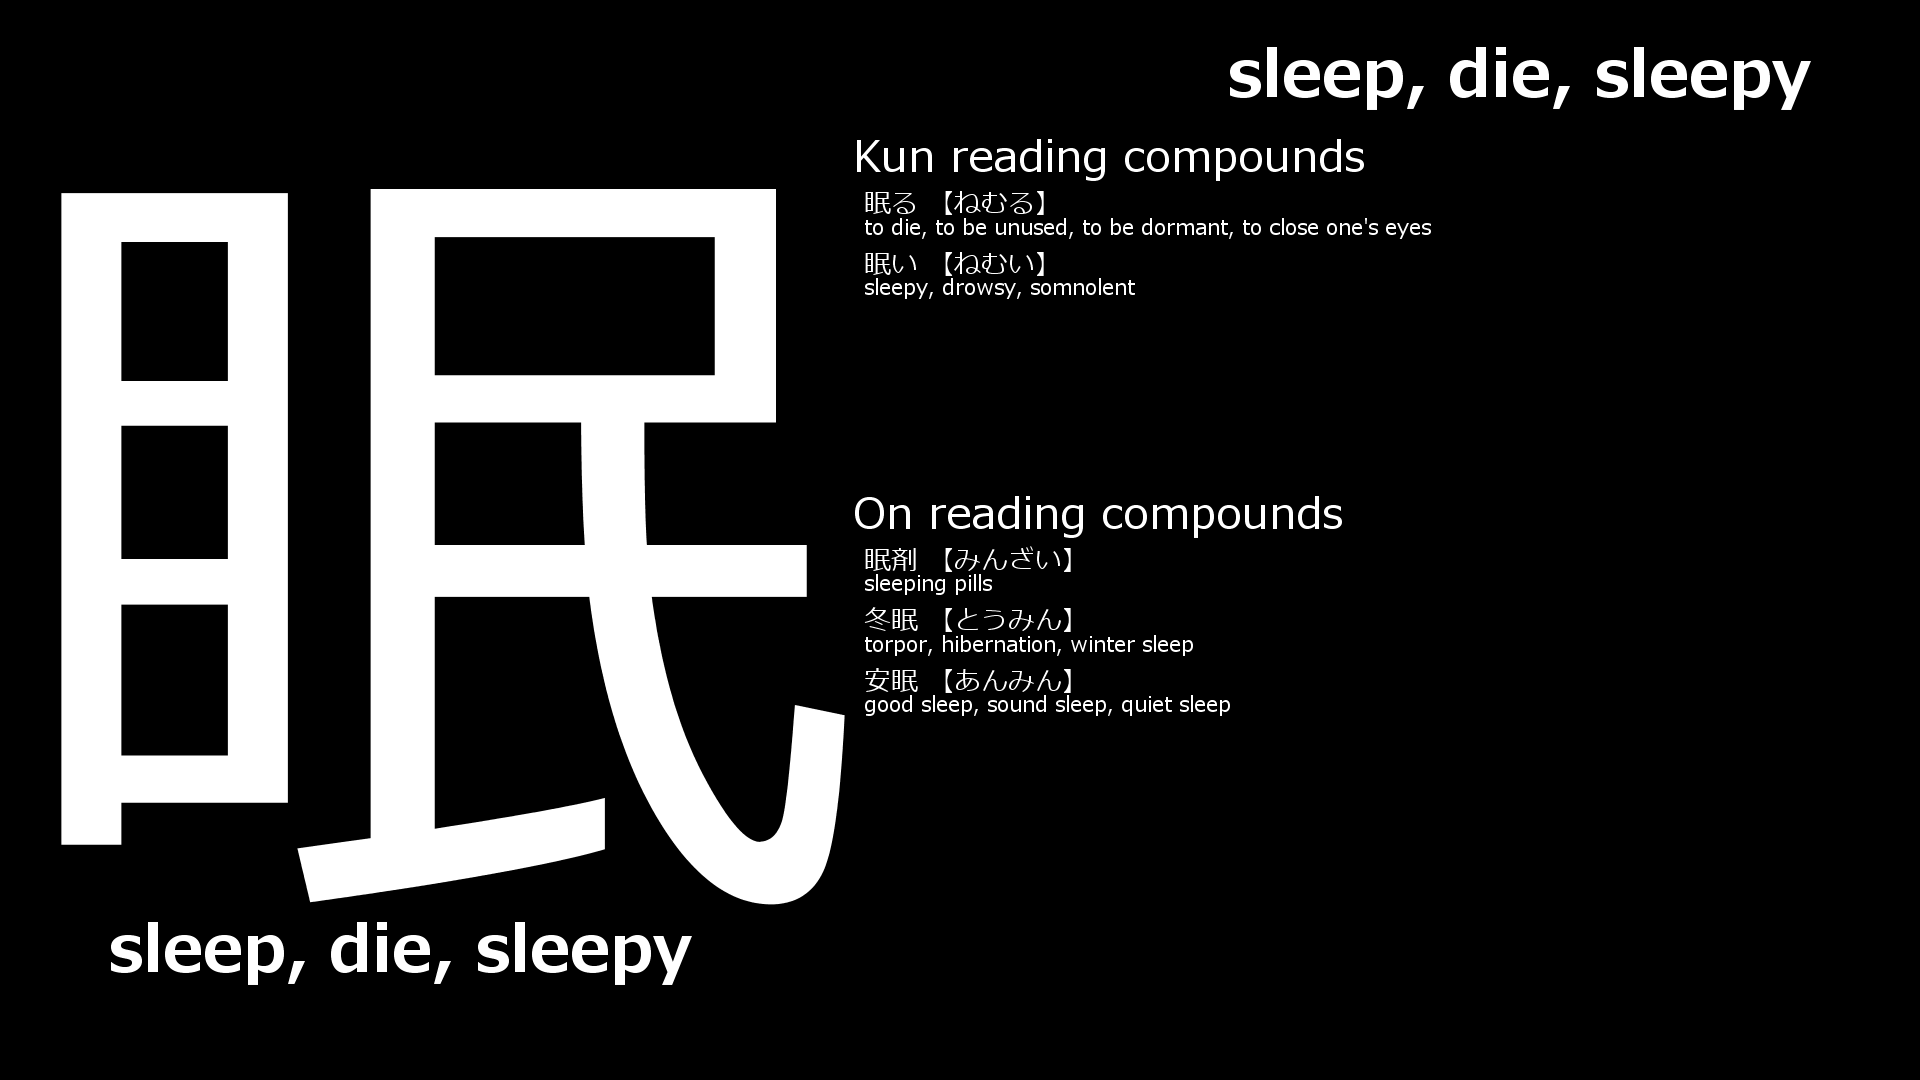 sleep, die, sleepy
眠
Kun reading compounds
眠る 【ねむる】
to die, to be unused, to be dormant, to close one's eyes
眠い 【ねむい】
sleepy, drowsy, somnolent
On reading compounds
眠剤 【みんざい】
sleeping pills
冬眠 【とうみん】
torpor, hibernation, winter sleep
安眠 【あんみん】
good sleep, sound sleep, quiet sleep
sleep, die, sleepy